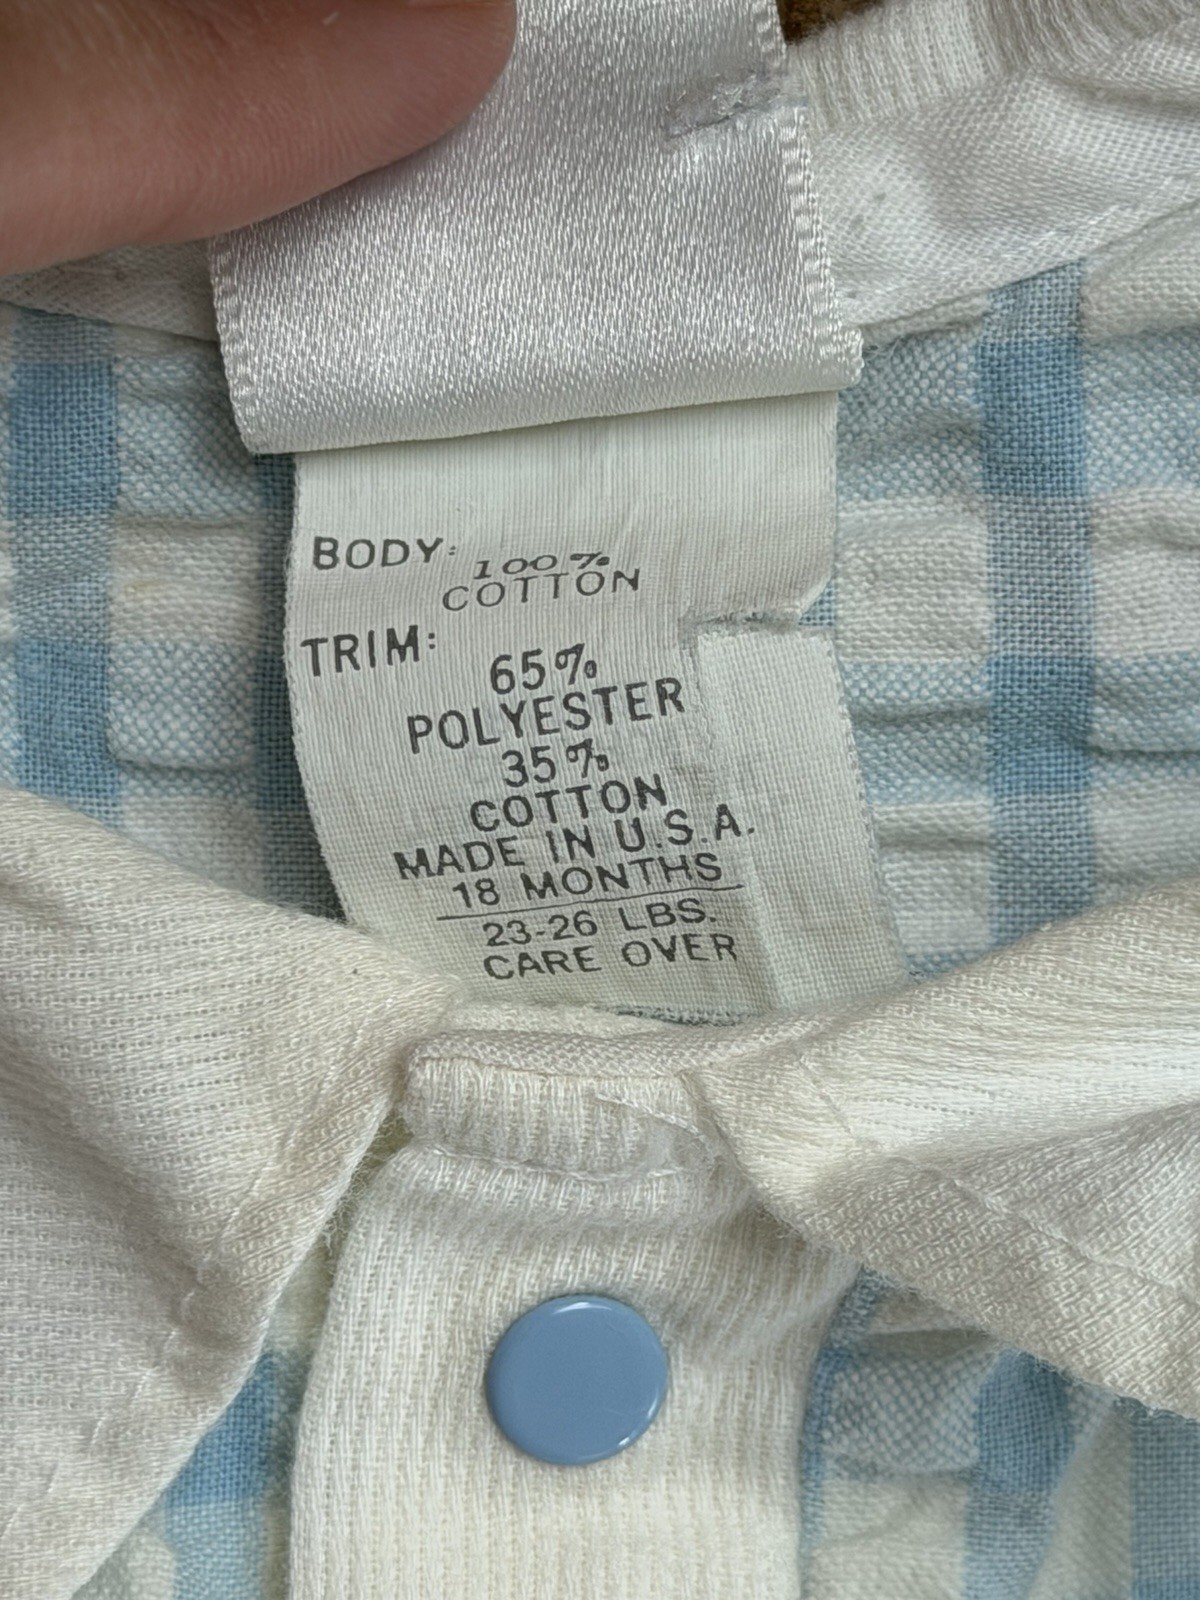 BODY: 100%
COTTON
TRIM:
65%
POLYESTER
35%
COTTON
MADE IN U.S.A.
18 MONTHS
23-26 LBS.
CARE OVER